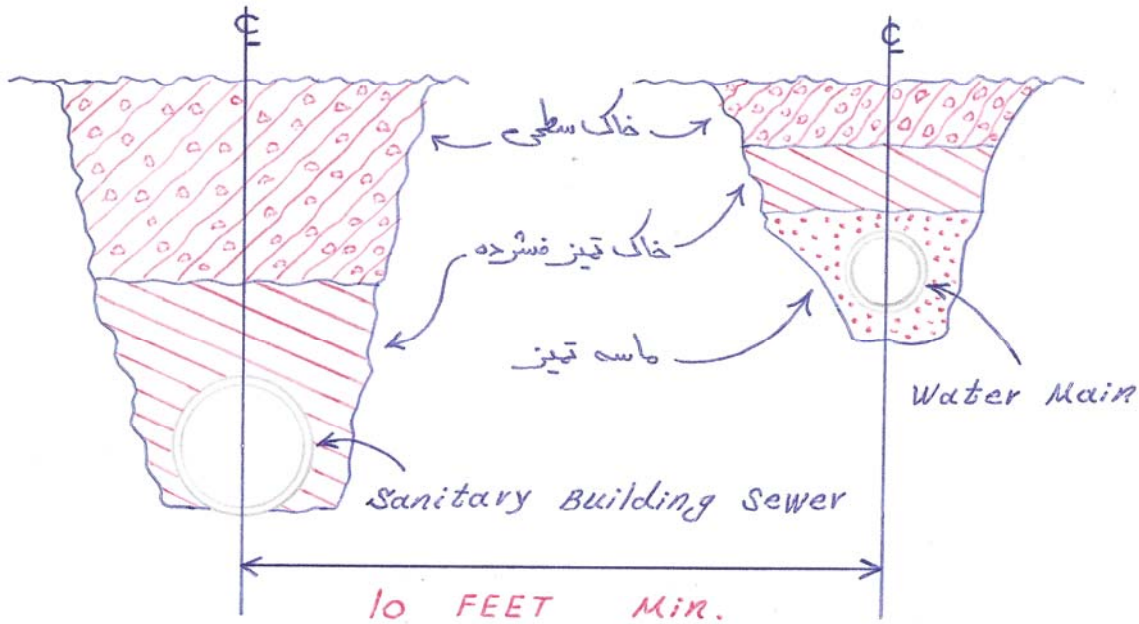 ℄
℄
خاک سطحی
خاک تمیز فشرده
ماسه تمیز
Water Main
Sanitary Building Sewer
10 FEET Min.